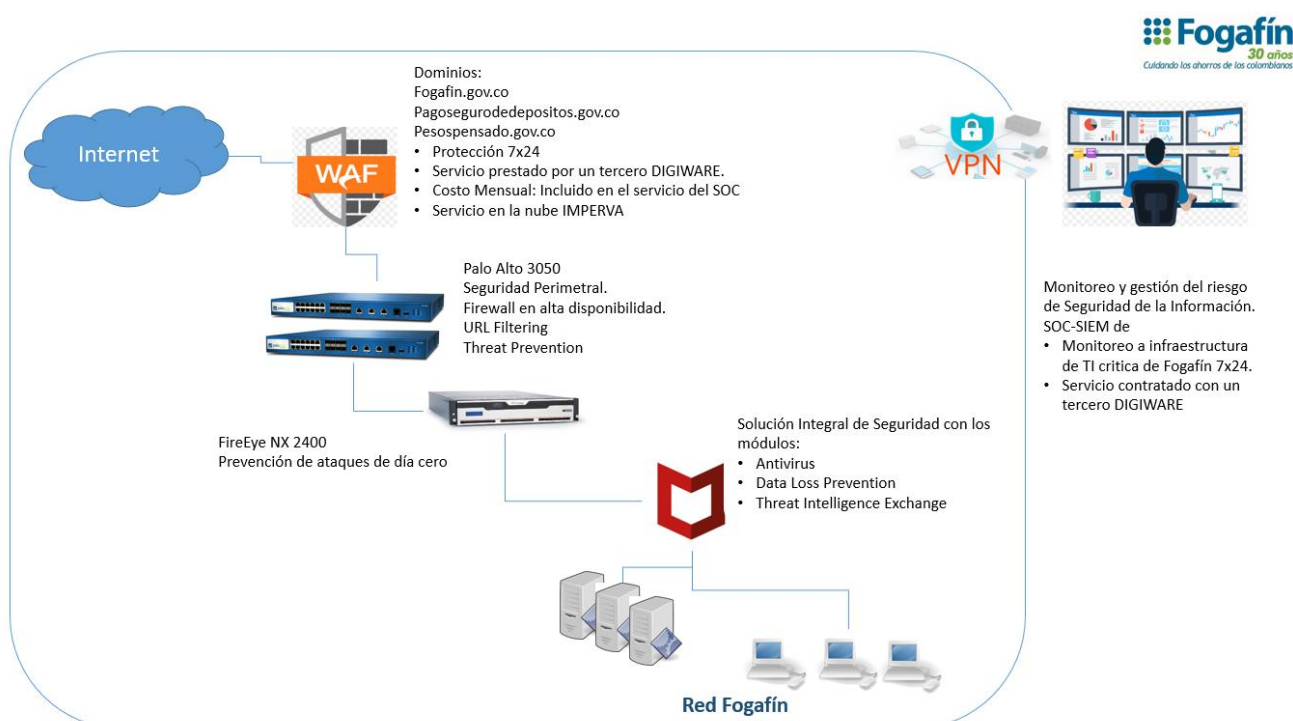 Fogafín
30 años
Cuidando los ahorros de los colombianos
Internet
WAF
Dominios:
Fogafin.gov.co
Pagosegurodedepositos.gov.co
Pesospensado.gov.co
• Protección 7x24
• Servicio prestado por un tercero DIGIWARE.
• Costo Mensual: Incluido en el servicio del SOC
• Servicio en la nube IMPERVA
VPN
Palo Alto 3050
Seguridad Perimetral.
Firewall en alta disponibilidad.
URL Filtering
Threat Prevention
Monitoreo y gestión del riesgo
de Seguridad de la Información.
SOC-SIEM de
• Monitoreo a infraestructura
de TI critica de Fogafín 7x24.
• Servicio contratado con un
tercero DIGIWARE
FireEye NX 2400
Prevención de ataques de día cero
Solución Integral de Seguridad con los
módulos:
• Antivirus
• Data Loss Prevention
• Threat Intelligence Exchange
Red Fogafín